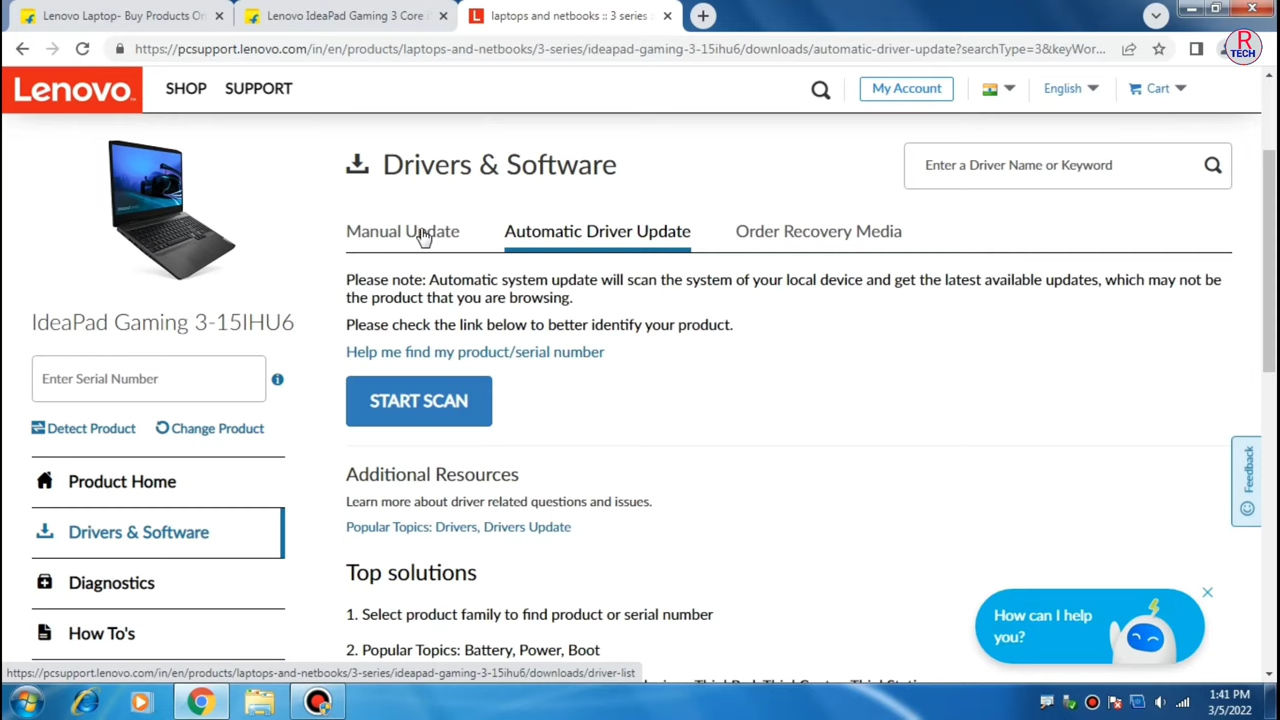 Lenovo Laptop- Buy Products O
Lenovo IdeaPad Gaming 3 Core i
laptops and netbooks :: 3 series
https://pcsupport.lenovo.com/in/en/products/laptops-and-netbooks/3-series/ideapad-gaming-3-15ihu6/downloads/automatic-driver-update?searchType=3&keyWor...
R
TECH
Lenovo
SHOP
SUPPORT
My Account
English
Cart
Drivers & Software
Enter a Driver Name or Keyword
Manual Update
Automatic Driver Update
Order Recovery Media
Please note: Automatic system update will scan the system of your local device and get the latest available updates, which may not be
the product that you are browsing.
Please check the link below to better identify your product.
Help me find my product/serial number
START SCAN
IdeaPad Gaming 3-15IHU6
Enter Serial Number
Detect Product
Change Product
Product Home
Drivers & Software
Diagnostics
How To's
Additional Resources
Learn more about driver related questions and issues.
Popular Topics: Drivers, Drivers Update
Top solutions
1. Select product family to find product or serial number
2. Popular Topics: Battery, Power, Boot
Feedback
How can I help
you?
https://pcsupport.lenovo.com/in/en/products/laptops-and-netbooks/3-series/ideapad-gaming-3-15ihu6/downloads/driver-list
1:41 PM
3/5/2022